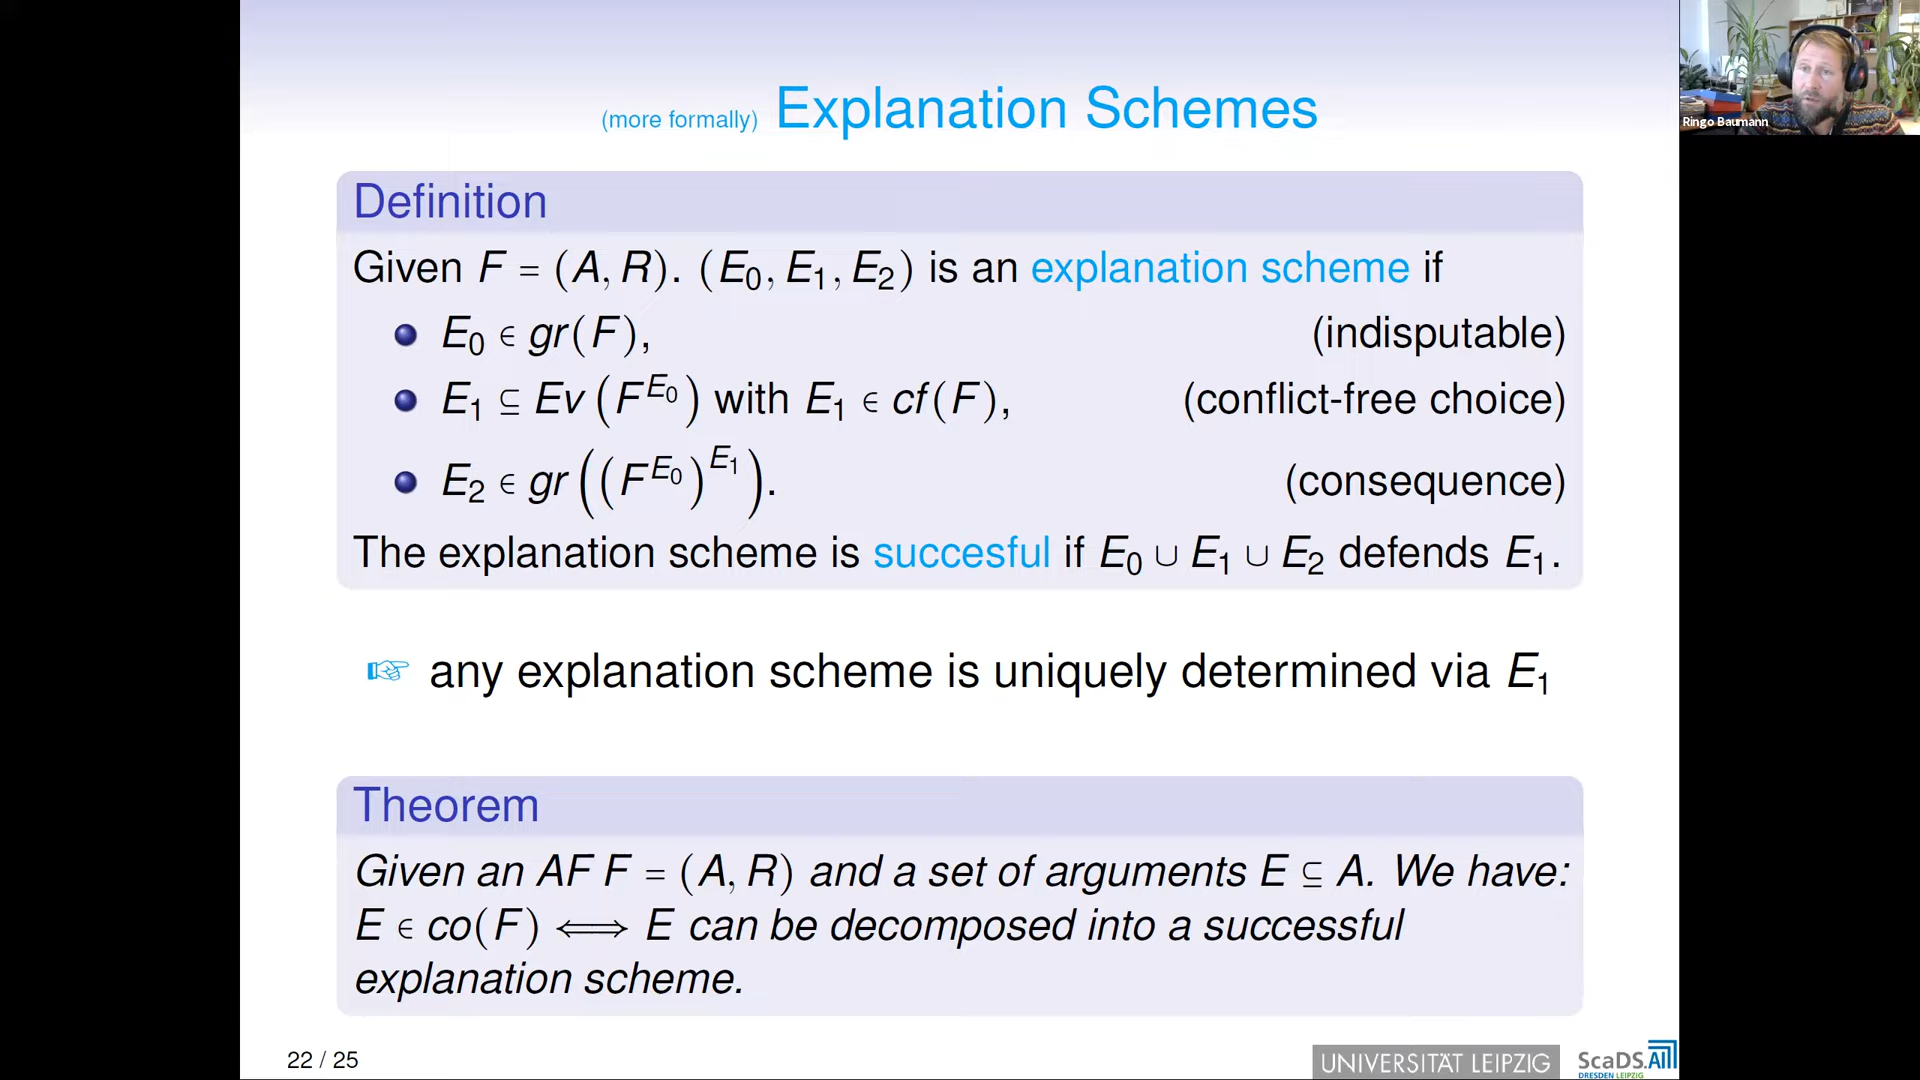 (more formally) Explanation Schemes
Ringo Baumann
Definition
Given F = (A, R). (E₀, E₁, E₂) is an explanation scheme if
E₀ ∈ gr(F), (indisputable)
E₁ ⊆ Ev (F^E₀) with E₁ ∈ cf(F), (conflict-free choice)
E₂ ∈ gr((F^E₀)^E₁). (consequence)
The explanation scheme is succesful if E₀ ∪ E₁ ∪ E₂ defends E₁.
☞ any explanation scheme is uniquely determined via E₁
Theorem
Given an AF F = (A, R) and a set of arguments E ⊆ A. We have:
E ∈ co(F) ⟺ E can be decomposed into a successful
explanation scheme.
22 / 25
UNIVERSITÄT LEIPZIG
ScaDS.AI
DRESDEN LEIPZIG